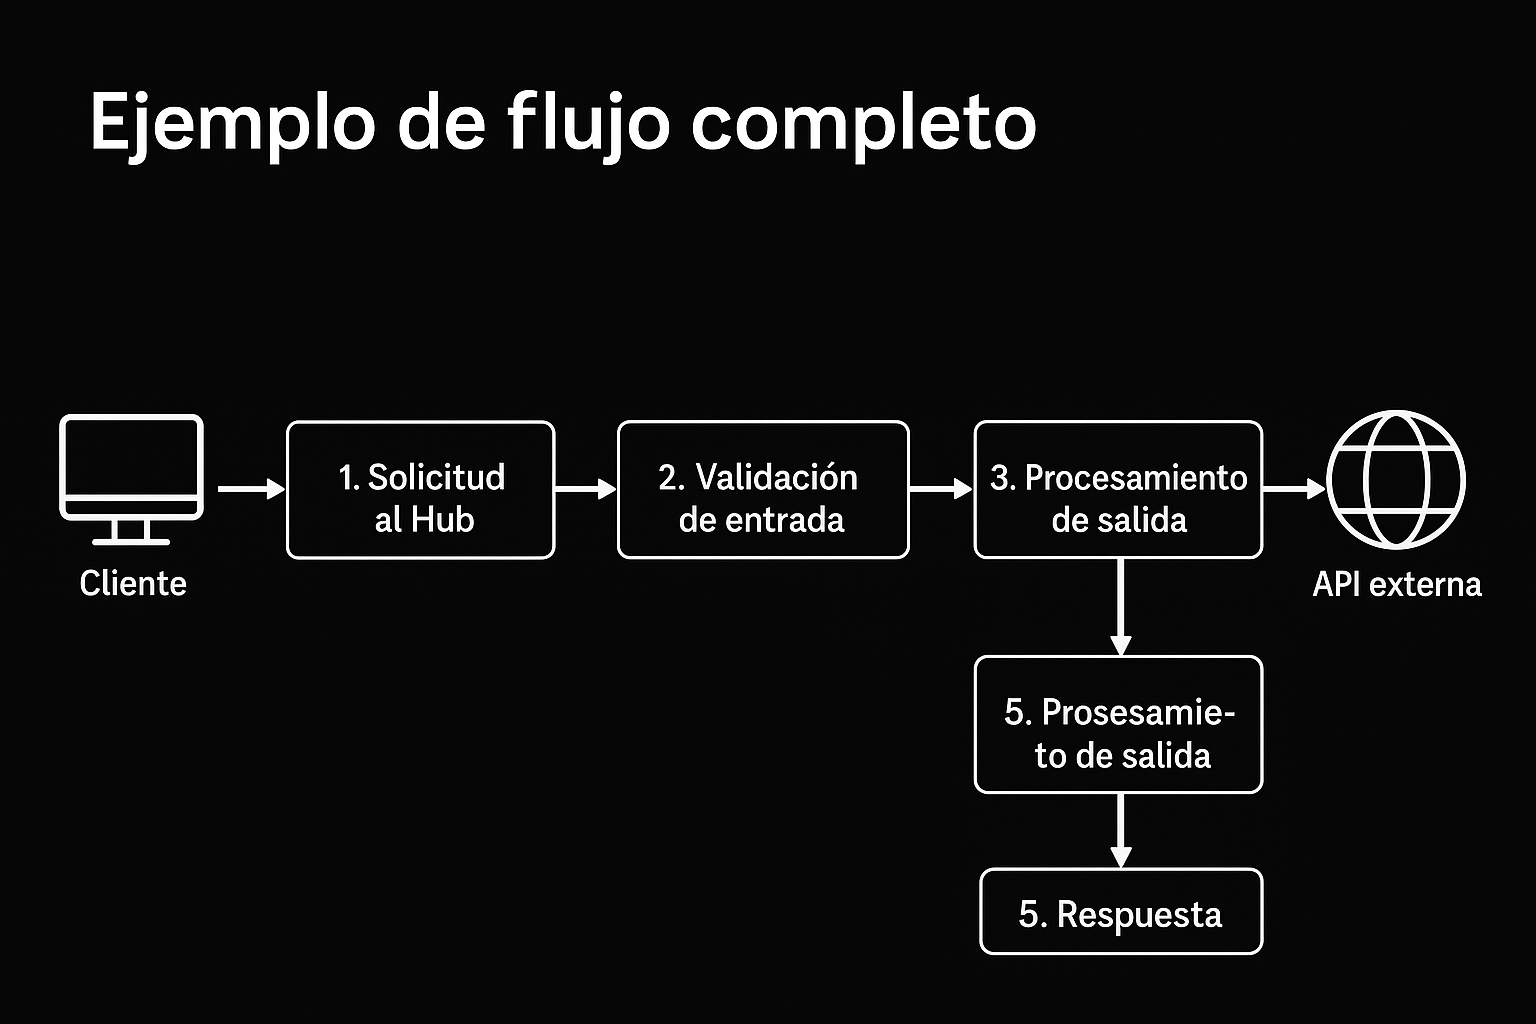 Ejemplo de flujo completo
1. Solicitud
al Hub
2. Validación
de entrada
3. Procesamiento
de salida
Cliente
API externa
5. Prosesamie-
to de salida
5. Respuesta